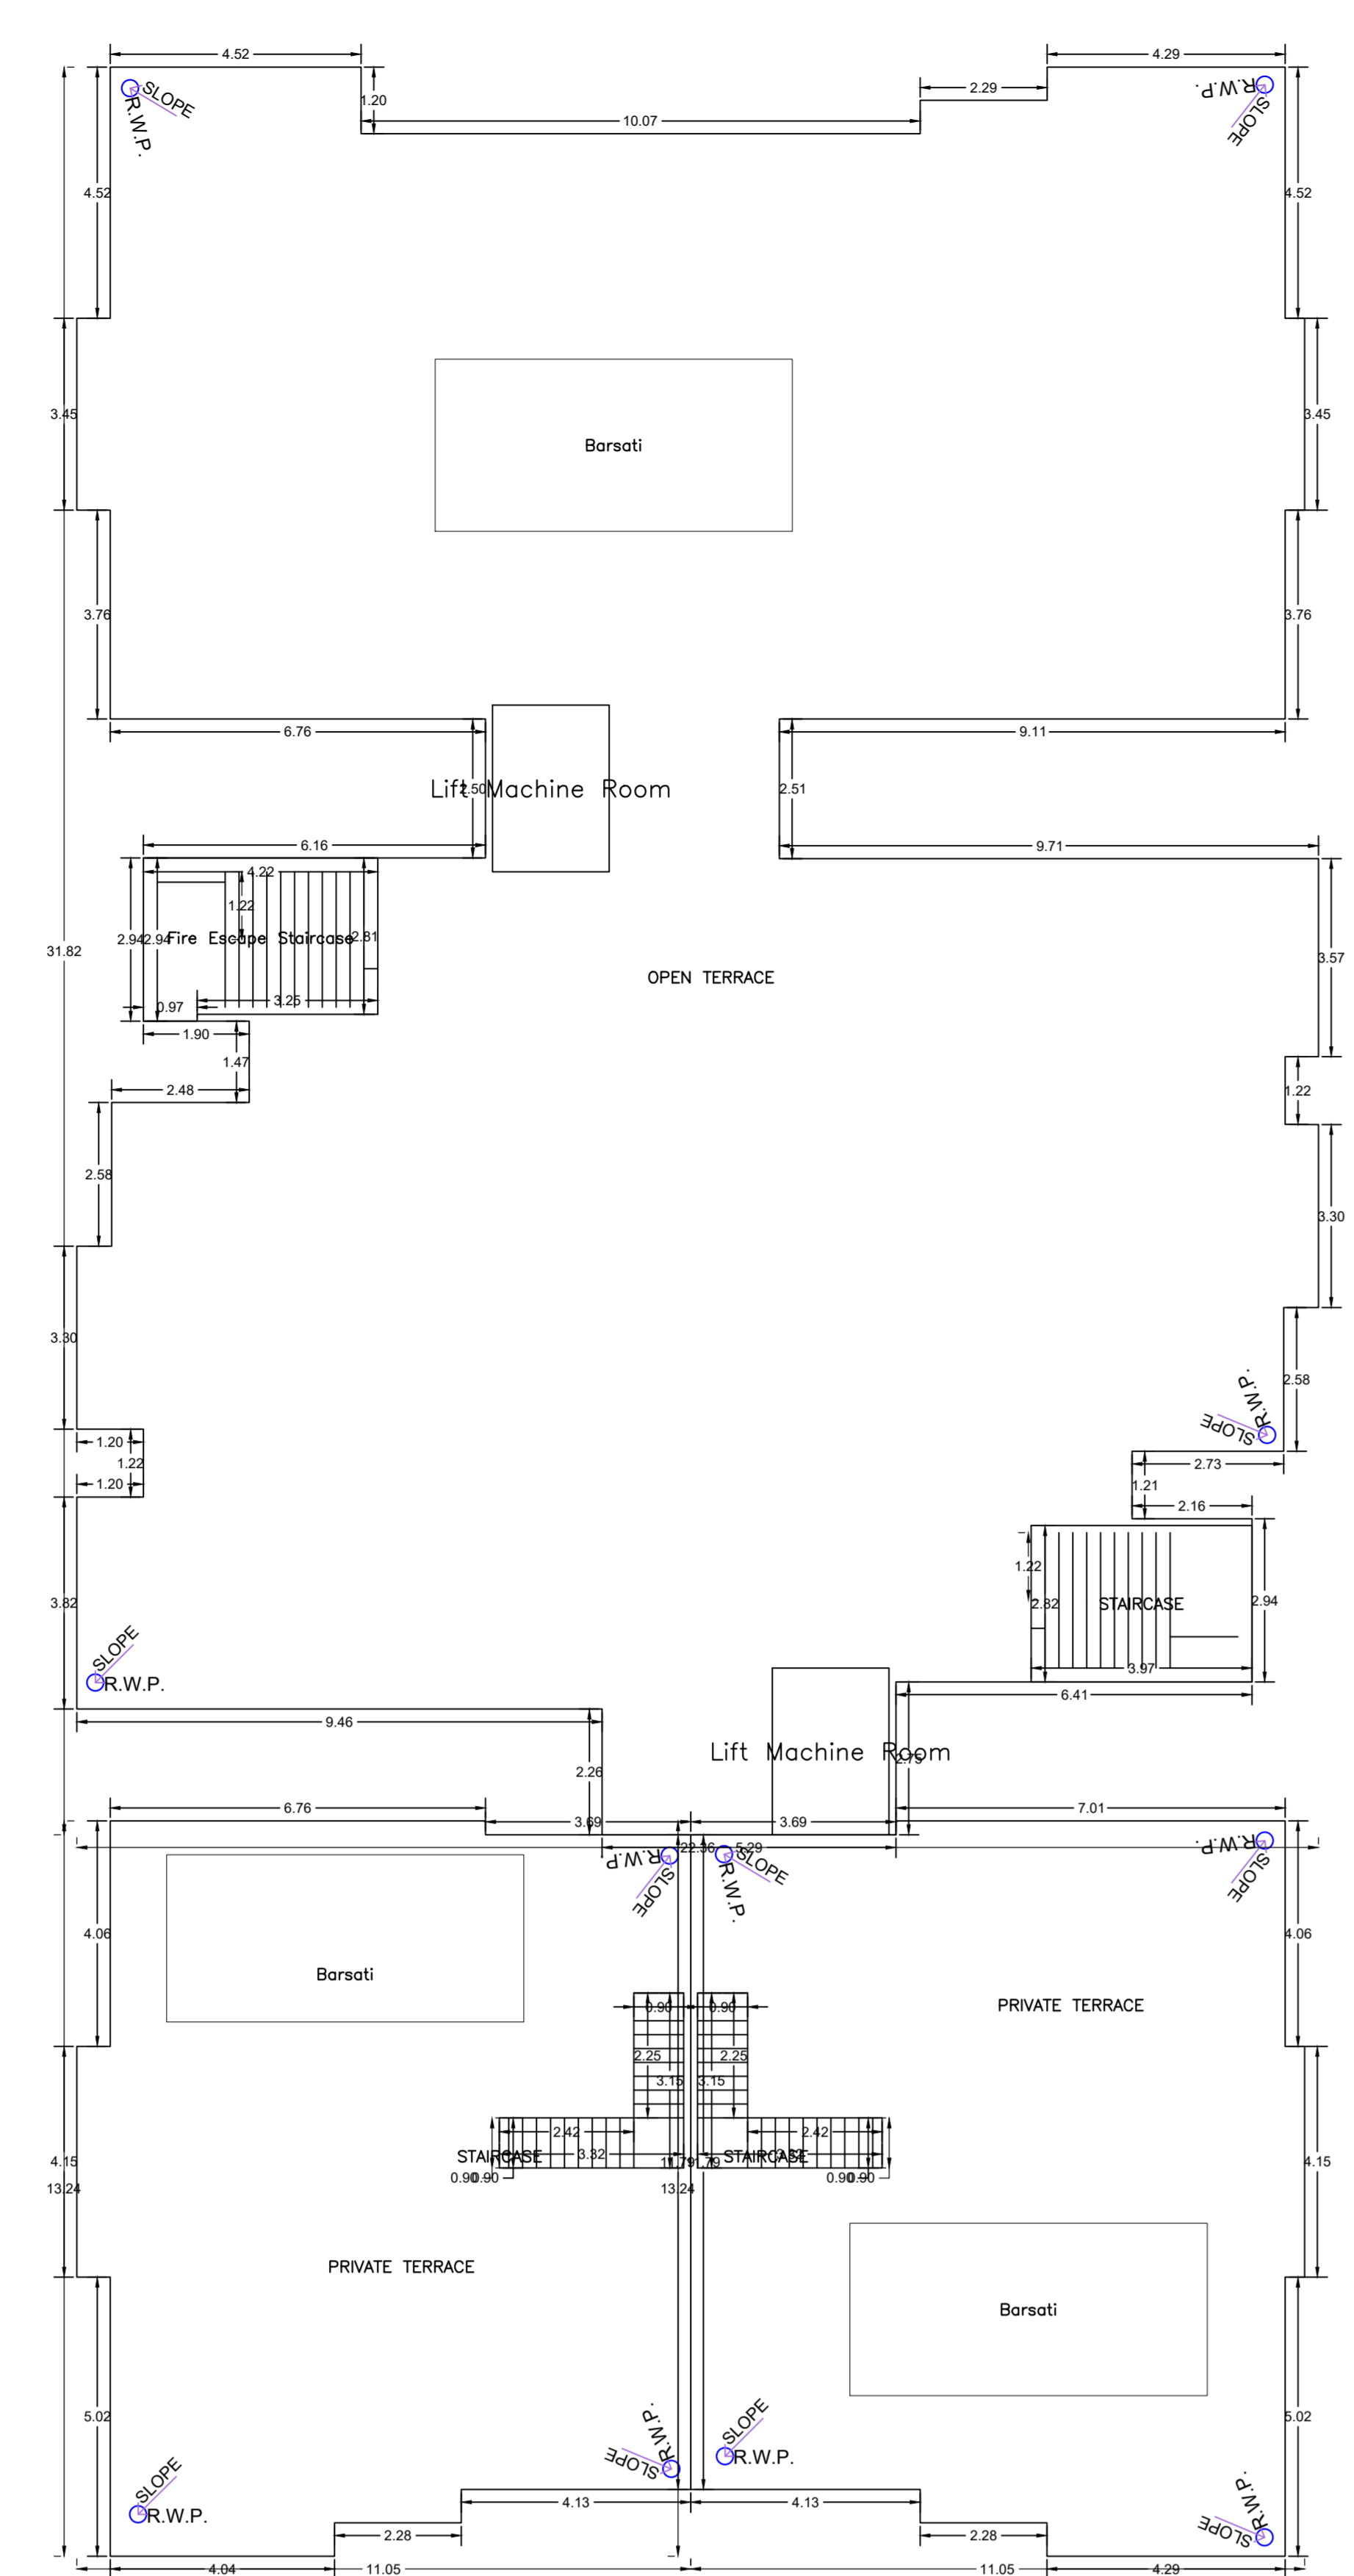 4.52
4.29
SLOPE
R.W.P.
1.20
2.29
R.W.P.
SLOPE
10.07
4.52
4.52
3.45
3.45
Barsati
3.76
3.76
6.76
9.11
Lift Machine Room
2.50
2.51
6.16
9.71
4.22
1.22
2.94
2.94
Fire Escape Staircase
2.81
31.82
3.57
OPEN TERRACE
0.97
3.25
1.90
1.47
2.48
1.22
2.58
3.30
3.30
2.58
R.W.P.
SLOPE
1.20
1.22
2.73
1.20
1.21
2.16
1.22
3.82
2.82
STAIRCASE
2.94
SLOPE
R.W.P.
3.97
6.41
9.46
Lift Machine Room
2.75
2.26
6.76
3.69
3.69
7.01
22.36
5.29
R.W.P.
SLOPE
SLOPE
R.W.P.
R.W.P.
SLOPE
4.06
4.06
Barsati
PRIVATE TERRACE
0.90
0.90
2.25
2.25
3.15
3.15
2.42
2.42
STAIRCASE
3.32
STAIRCASE
4.15
4.15
11.79
0.90
0.90
0.90
0.90
13.24
13.24
PRIVATE TERRACE
Barsati
5.02
5.02
R.W.P.
SLOPE
SLOPE
R.W.P.
SLOPE
R.W.P.
R.W.P.
SLOPE
4.13
4.13
2.28
2.28
4.04
11.05
11.05
4.29